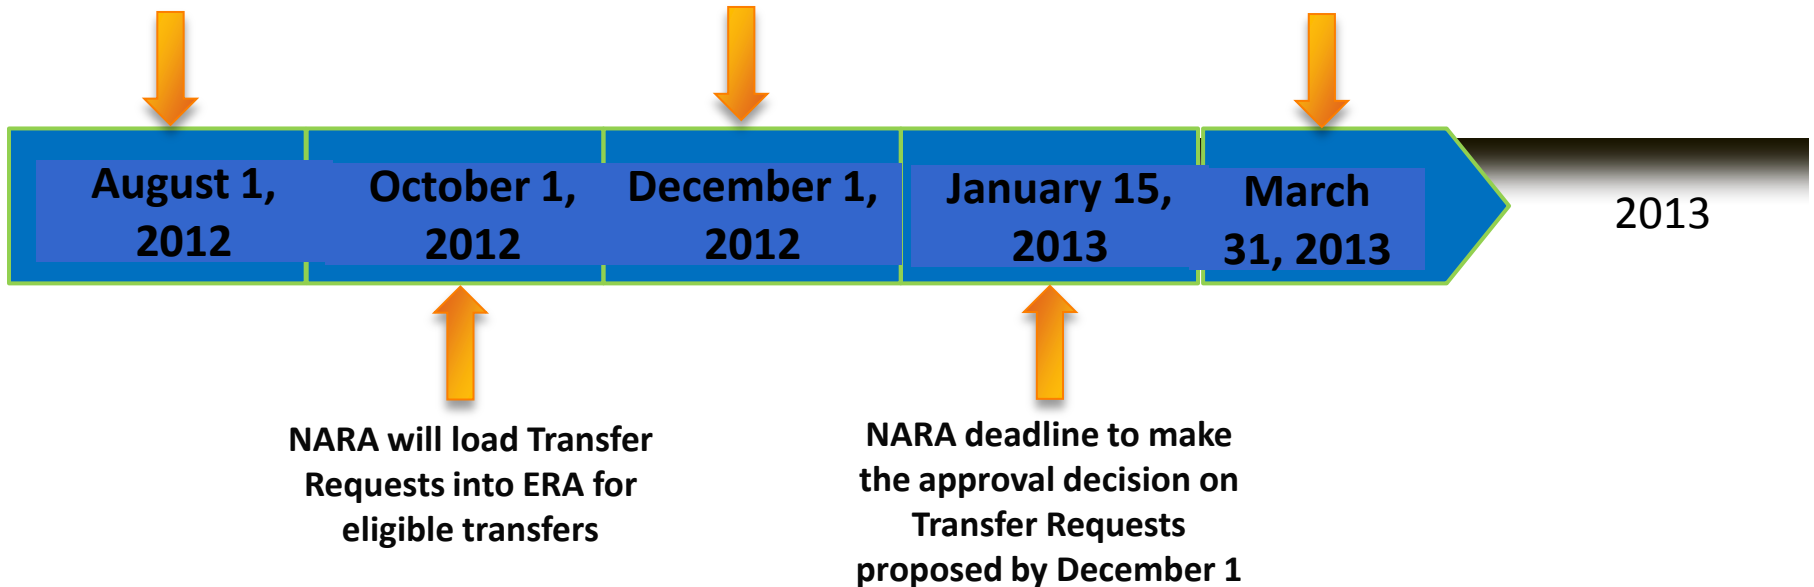 August 1,
2012
October 1,
2012
December 1,
2012
January 15,
2013
March
31, 2013
2013
NARA will load Transfer
Requests into ERA for
eligible transfers
NARA deadline to make
the approval decision on
Transfer Requests
proposed by December 1